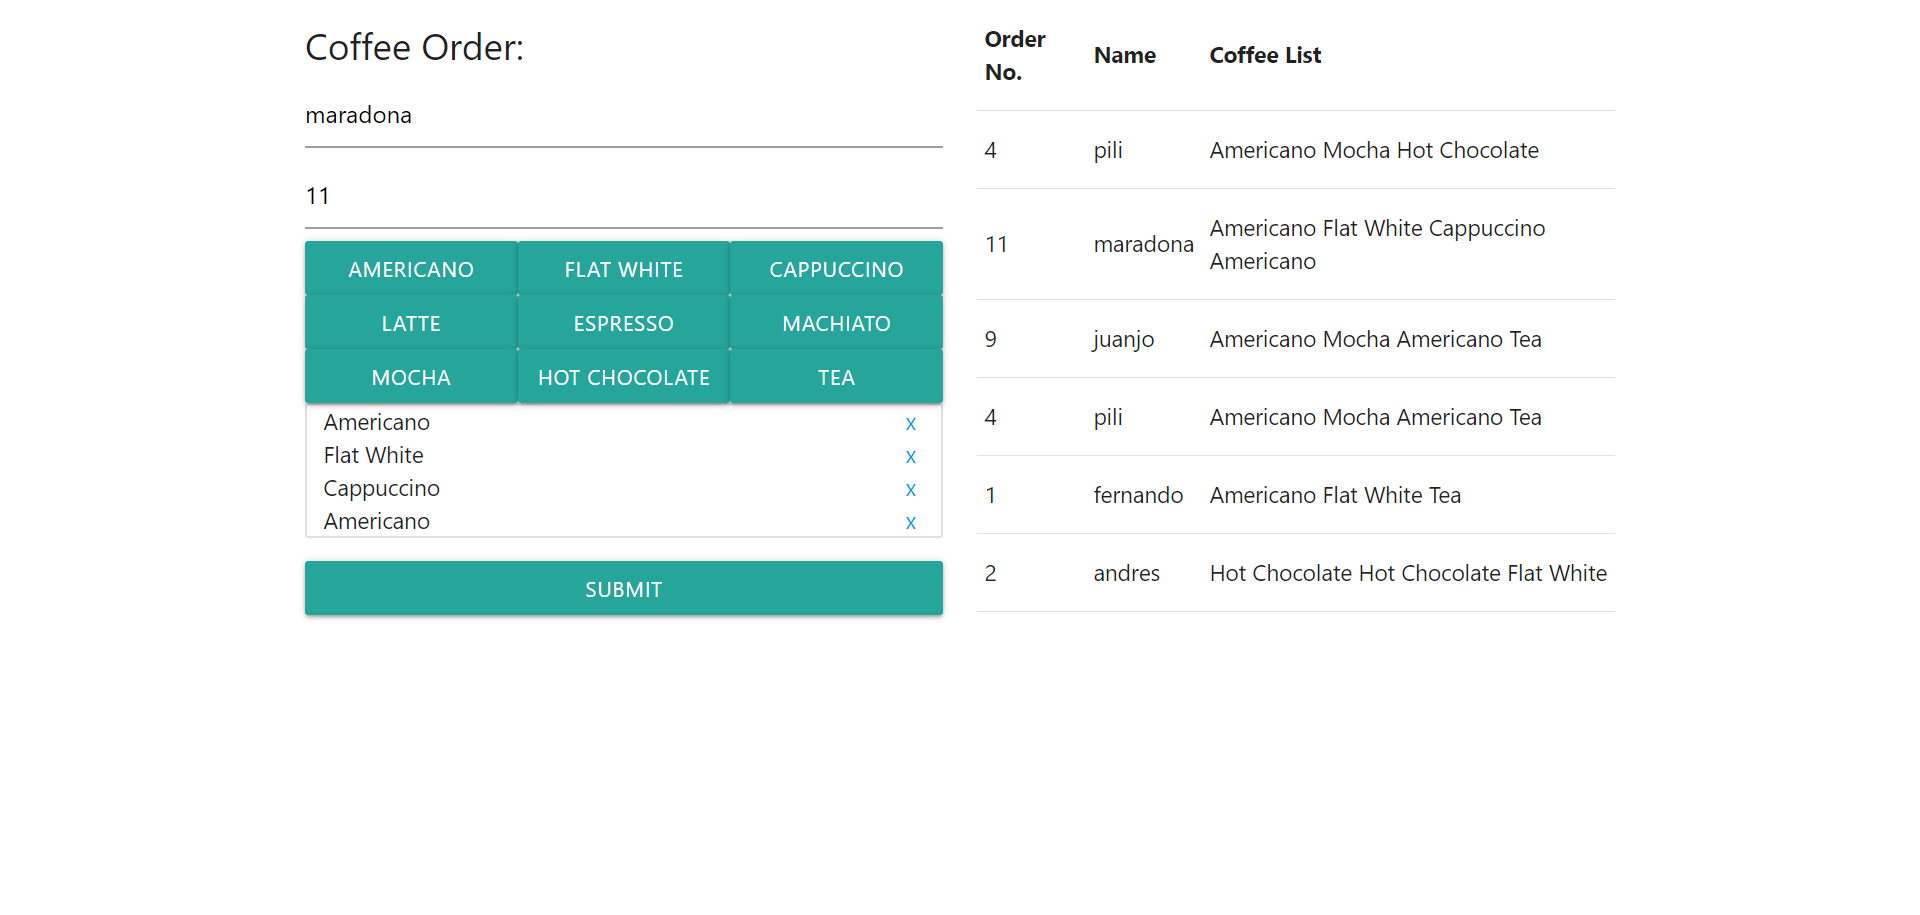 Coffee Order:
maradona
11
AMERICANO FLAT WHITE CAPPUCCINO
LATTE ESPRESSO MACHIATO
MOCHA HOT CHOCOLATE TEA
Americano x
Flat White x
Cappuccino x
Americano x
SUBMIT
Order
No. Name Coffee List
4 pili Americano Mocha Hot Chocolate
11 maradona Americano Flat White Cappuccino
Americano
9 juanjo Americano Mocha Americano Tea
4 pili Americano Mocha Americano Tea
1 fernando Americano Flat White Tea
2 andres Hot Chocolate Hot Chocolate Flat White